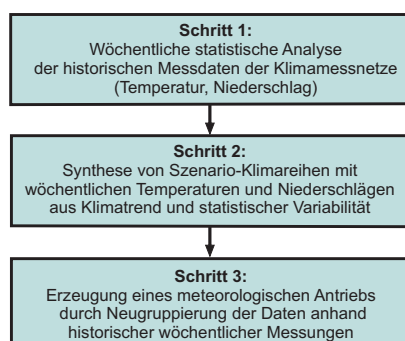 Schritt 1:
Wöchentliche statistische Analyse
der historischen Messdaten der Klimamessnetze
(Temperatur, Niederschlag)
Schritt 2:
Synthese von Szenario-Klimareihen mit
wöchentlichen Temperaturen und Niederschlägen
aus Klimatrend und statistischer Variabilität
Schritt 3:
Erzeugung eines meteorologischen Antriebs
durch Neugruppierung der Daten anhand
historischer wöchentlicher Messungen